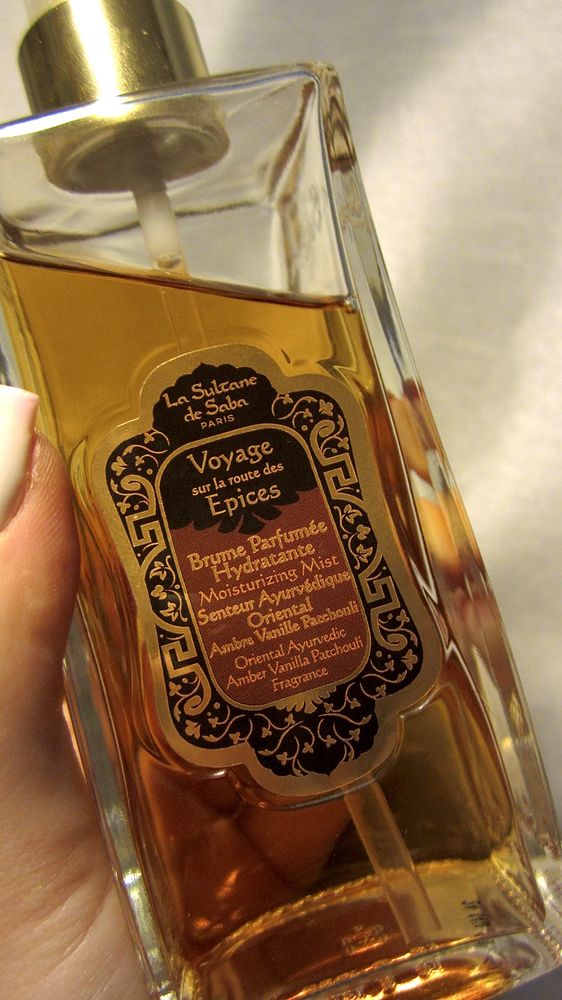 La Sultane
de Saba
PARIS
Voyage
sur la route des
Epices
Brume Parfumée
Hydratante
Moisturizing Mist
Senteur Ayurvédique
Oriental
Ambre Vanille Patchouli
Oriental Ayurvedic
Amber Vanilla Patchouli
Fragrance